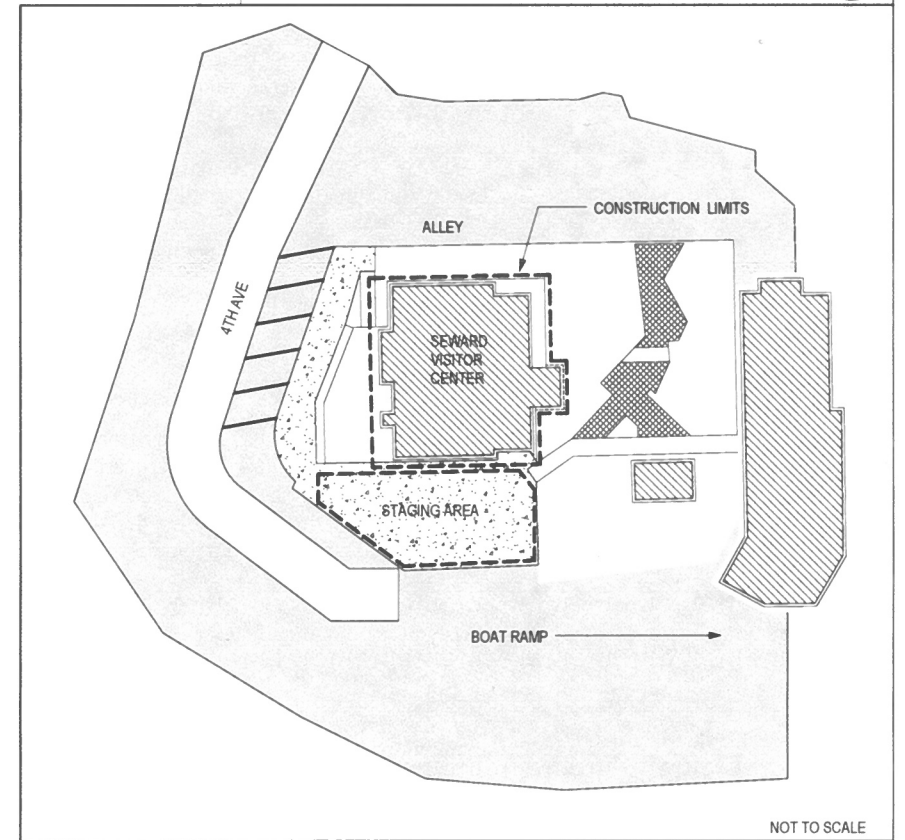 CONSTRUCTION LIMITS
ALLEY
4TH AVE
SEWARD
VISITOR
CENTER
STAGING AREA
BOAT RAMP
NOT TO SCALE